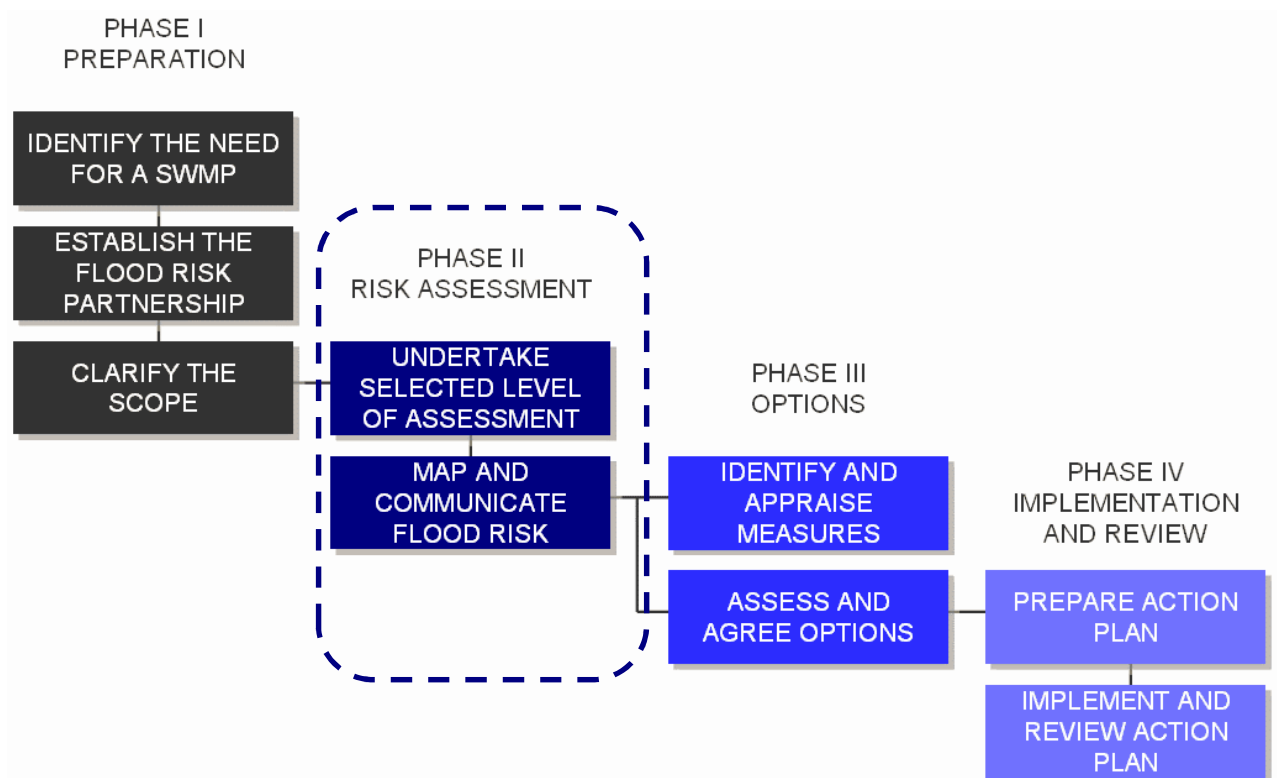 PHASE I
PREPARATION
IDENTIFY THE NEED
FOR A SWMP
ESTABLISH THE
FLOOD RISK
PARTNERSHIP
CLARIFY THE
SCOPE
PHASE II
RISK ASSESSMENT
UNDERTAKE
SELECTED LEVEL
OF ASSESSMENT
MAP AND
COMMUNICATE
FLOOD RISK
PHASE III
OPTIONS
IDENTIFY AND
APPRAISE
MEASURES
ASSESS AND
AGREE OPTIONS
PHASE IV
IMPLEMENTATION
AND REVIEW
PREPARE ACTION
PLAN
IMPLEMENT AND
REVIEW ACTION
PLAN